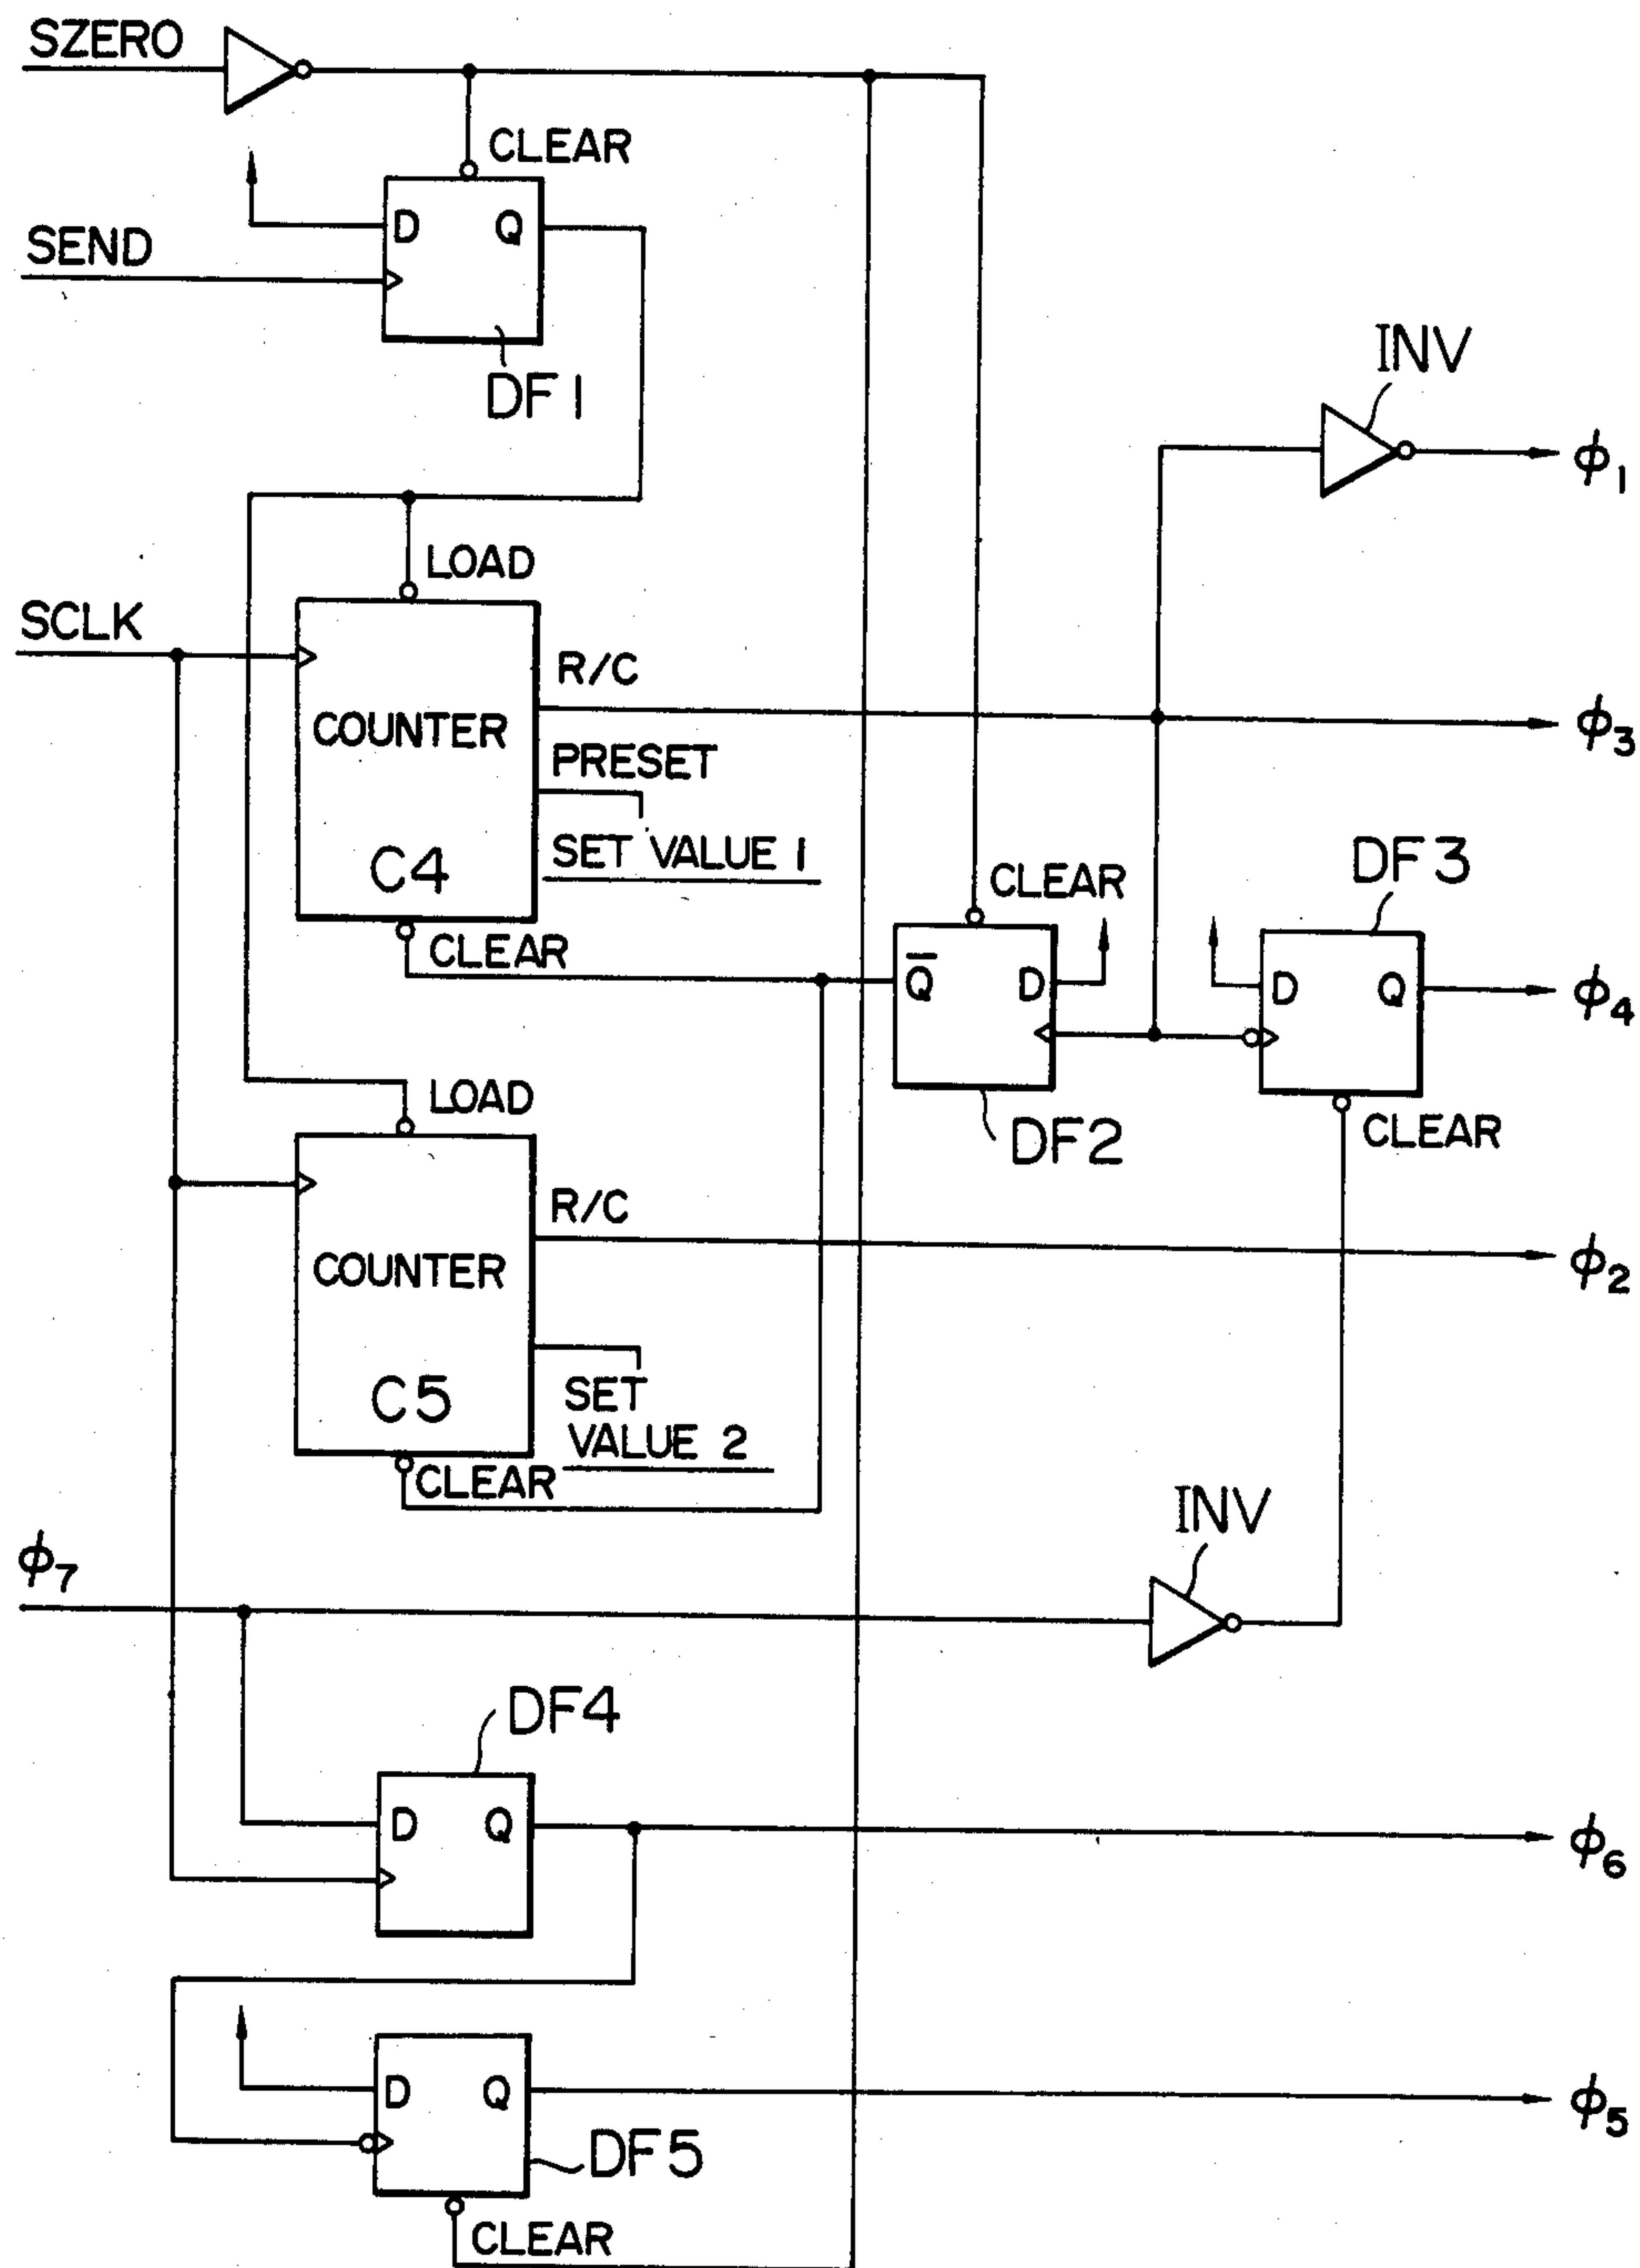 SZERO
CLEAR
D Q
SEND
DF1
INV
ϕ1
LOAD
SCLK
R/C
ϕ3
COUNTER
PRESET
SET VALUE 1
C4
DF3
CLEAR
CLEAR
Q̅ D
D Q
ϕ4
LOAD
DF2
CLEAR
R/C
ϕ2
COUNTER
SET
VALUE 2
C5
CLEAR
INV
ϕ7
DF4
D Q
ϕ6
D Q
ϕ5
DF5
CLEAR